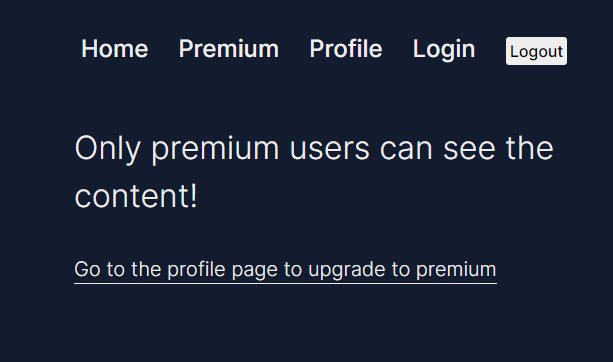 Home Premium Profile Login Logout
Only premium users can see the
content!
Go to the profile page to upgrade to premium